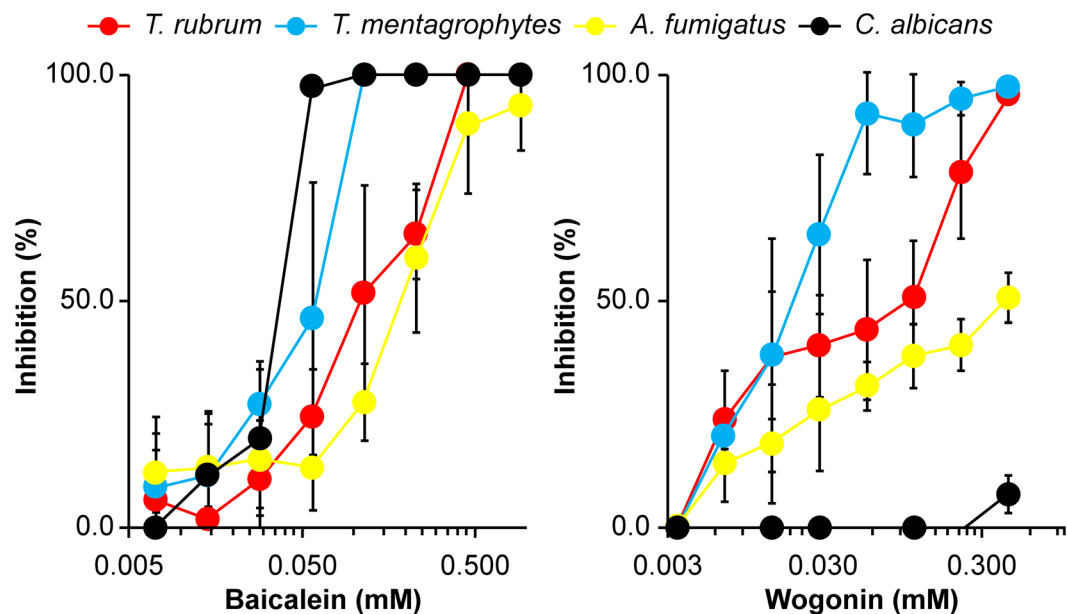 T. rubrum T. mentagrophytes A. fumigatus C. albicans
100.0
50.0
0.0
Inhibition (%)
0.005 0.050 0.500
Baicalein (mM)
100.0
50.0
0.0
Inhibition (%)
0.003 0.030 0.300
Wogonin (mM)